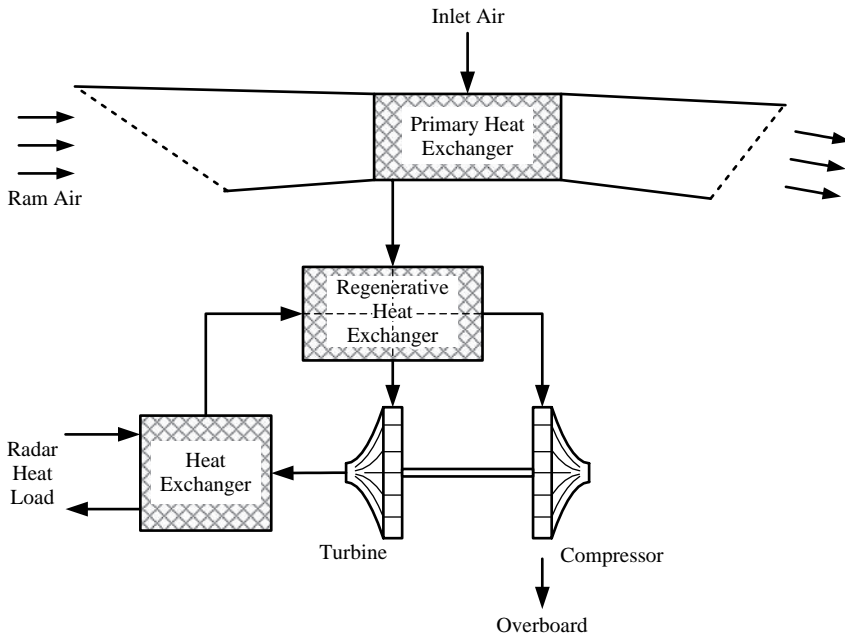 Inlet Air
Primary Heat
Exchanger
Ram Air
Regenerative
Heat
Exchanger
Radar
Heat
Load
Heat
Exchanger
Turbine
Compressor
Overboard